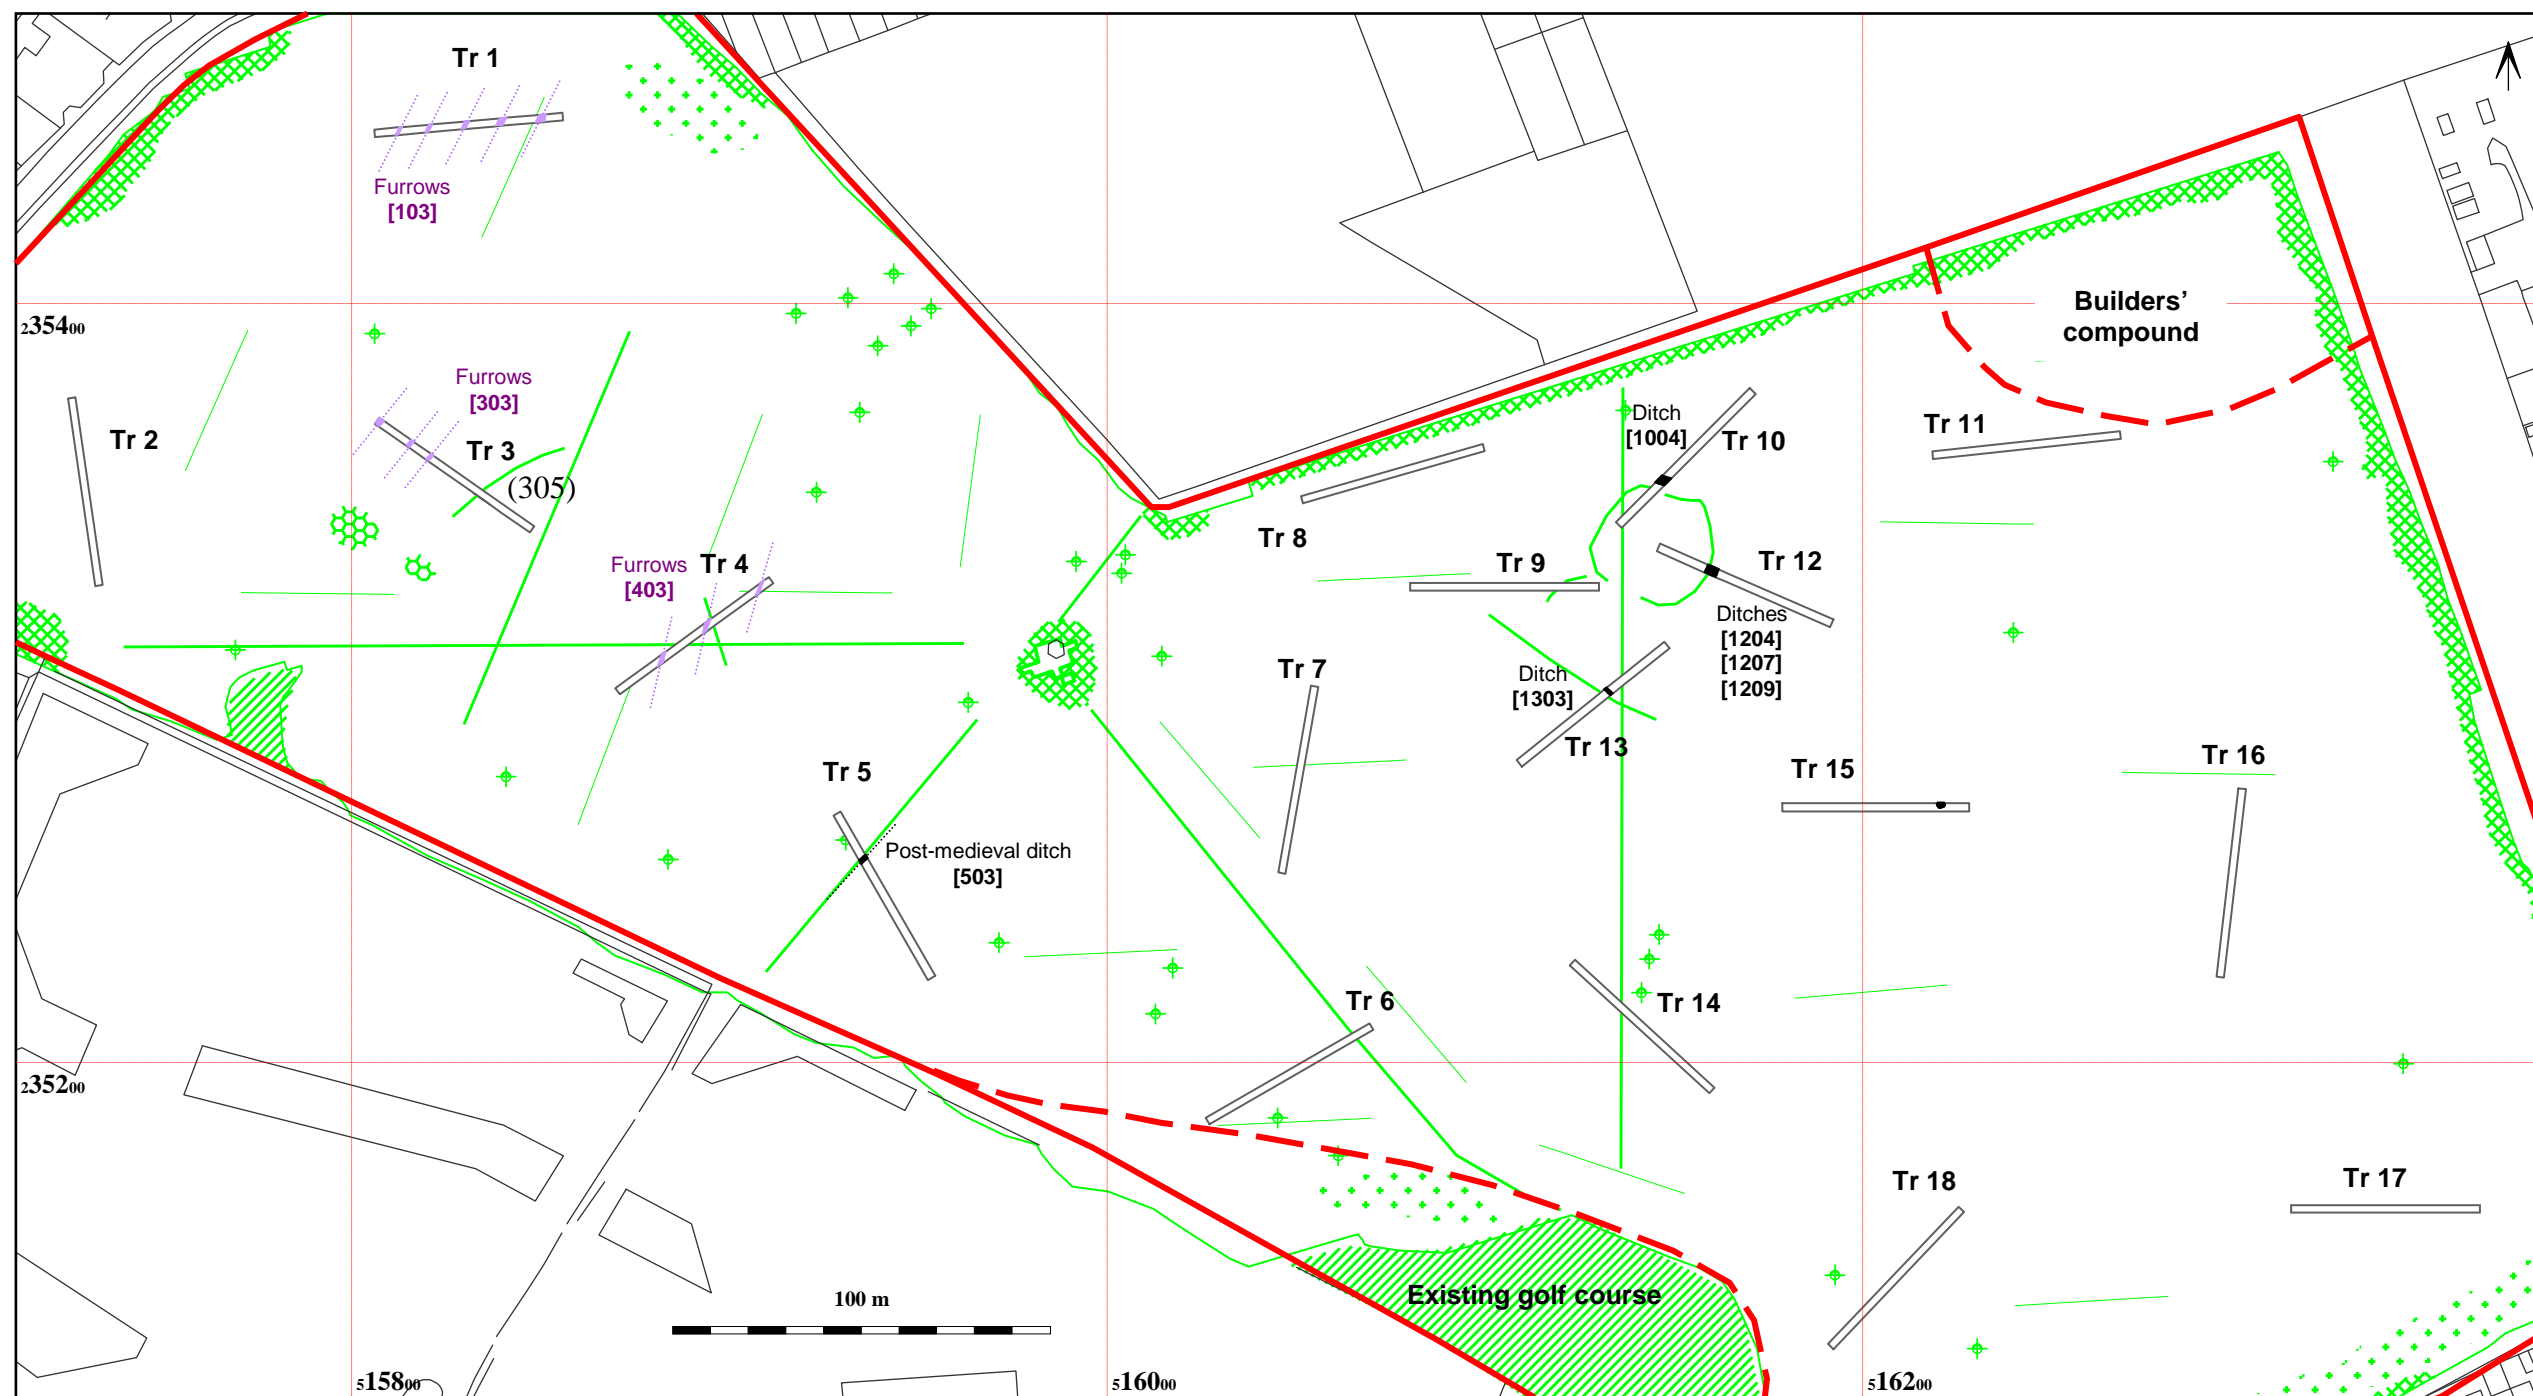 Tr 1
Furrows
[103]
Builders’
compound
235400
Furrows
[303]
Tr 2
Tr 3
(305)
Ditch
[1004]
Tr 10
Tr 11
Tr 8
Furrows
[403]
Tr 4
Tr 9
Tr 12
Ditches
[1204]
[1207]
[1209]
Tr 7
Ditch
[1303]
Tr 13
Tr 5
Tr 15
Tr 16
Post-medieval ditch
[503]
Tr 6
Tr 14
235200
Tr 18
Tr 17
100 m
Existing golf course
515800
516000
516200